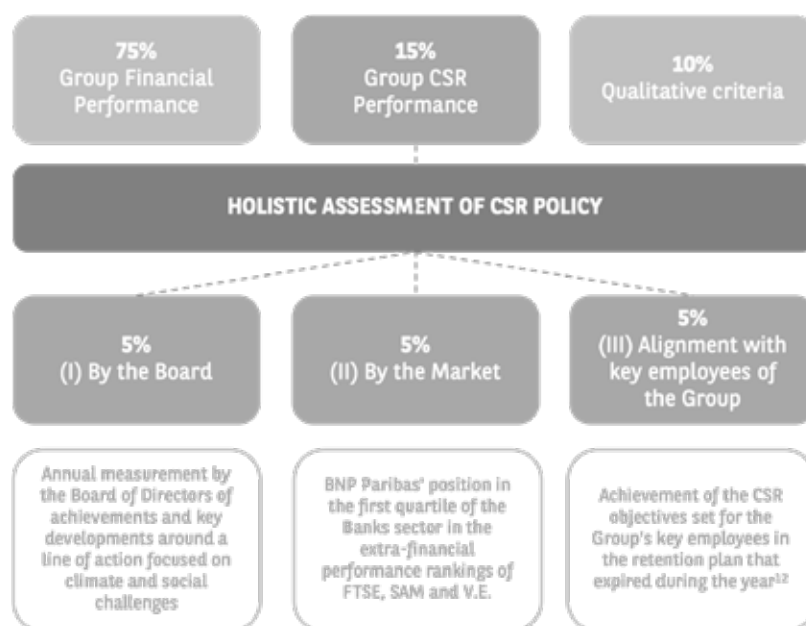 75%
Group Financial
Performance
15%
Group CSR
Performance
10%
Qualitative criteria
HOLISTIC ASSESSMENT OF CSR POLICY
5%
(I) By the Board
5%
(II) By the Market
5%
(III) Alignment with
key employees of
the Group
Annual measurement by
the Board of Directors of
achievements and key
developments around a
line of action focused on
climate and social
challenges
BNP Paribas' position in
the first quartile of the
Banks sector in the
extra-financial
performance rankings of
FTSE, SAM and V.E.
Achievement of the CSR
objectives set for the
Group's key employees in
the retention plan that
expired during the year¹²